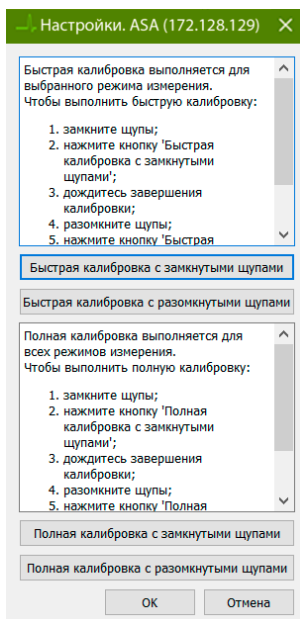 Настройки. ASA (172.128.129)
Быстрая калибровка выполняется для
выбранного режима измерения.
Чтобы выполнить быструю калибровку:
1. замкните щупы;
2. нажмите кнопку 'Быстрая
калибровка с замкнутыми
щупами';
3. дождитесь завершения
калибровки;
4. разомкните щупы;
5. нажмите кнопку 'Быстрая
Быстрая калибровка с замкнутыми щупами
Быстрая калибровка с разомкнутыми щупами
Полная калибровка выполняется для
всех режимов измерения.
Чтобы выполнить полную калибровку:
1. замкните щупы;
2. нажмите кнопку 'Полная
калибровка с замкнутыми
щупами';
3. дождитесь завершения
калибровки;
4. разомкните щупы;
5. нажмите кнопку 'Полная
Полная калибровка с замкнутыми щупами
Полная калибровка с разомкнутыми щупами
OK Отмена